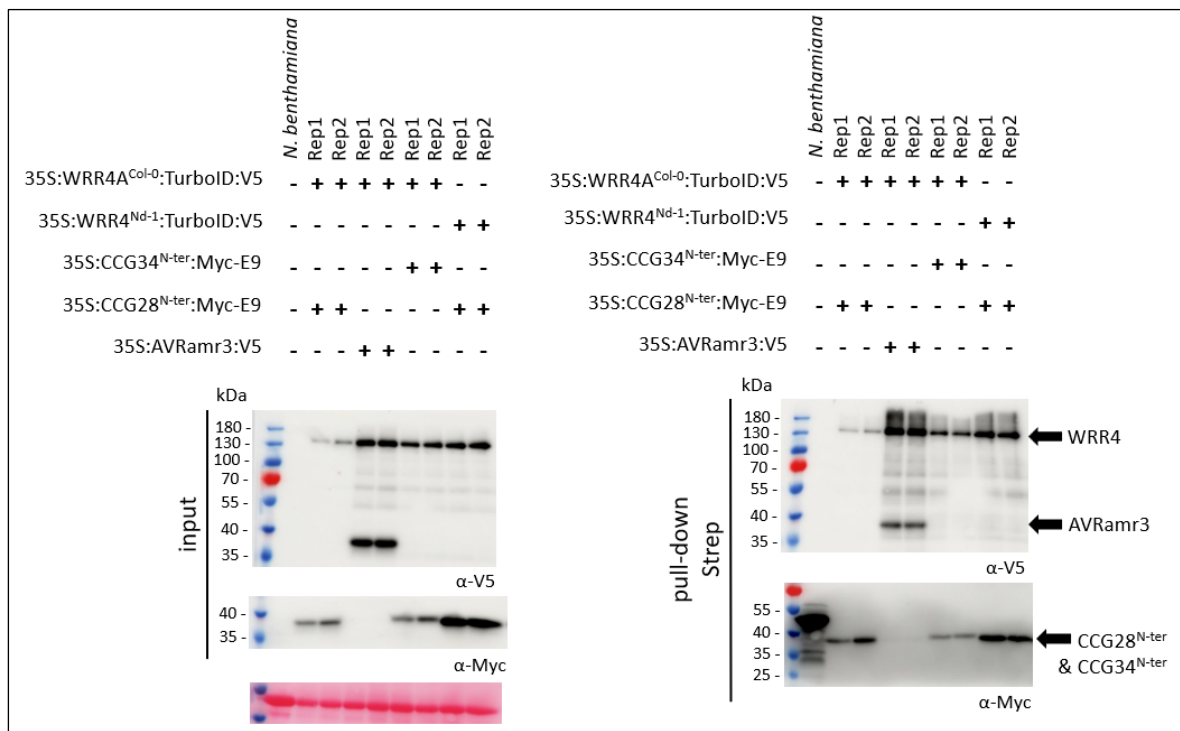 N. benthamiana
Rep1
Rep2
Rep1
Rep2
Rep1
Rep2
Rep1
Rep2
35S:WRR4A^Col-0:TurboID:V5 - + + + + + + - -
35S:WRR4^Nd-1:TurboID:V5 - - - - - - - + +
35S:CCG34^N-ter:Myc-E9 - - - - - + + - -
35S:CCG28^N-ter:Myc-E9 - + + - - - - + +
35S:AVRamr3:V5 - - - + + - - - -
kDa
180 -
130 -
100 -
70 -
55 -
40 -
35 -
input
α-V5
40 -
35 -
α-Myc
N. benthamiana
Rep1
Rep2
Rep1
Rep2
Rep1
Rep2
Rep1
Rep2
35S:WRR4A^Col-0:TurboID:V5 - + + + + + + - -
35S:WRR4^Nd-1:TurboID:V5 - - - - - - - + +
35S:CCG34^N-ter:Myc-E9 - - - - - + + - -
35S:CCG28^N-ter:Myc-E9 - + + - - - - + +
35S:AVRamr3:V5 - - - + + - - - -
kDa
180 -
130 -
100 -
70 -
55 -
40 -
35 -
WRR4
AVRamr3
pull-down
Strep
α-V5
55 -
40 -
35 -
25 -
CCG28^N-ter
& CCG34^N-ter
α-Myc